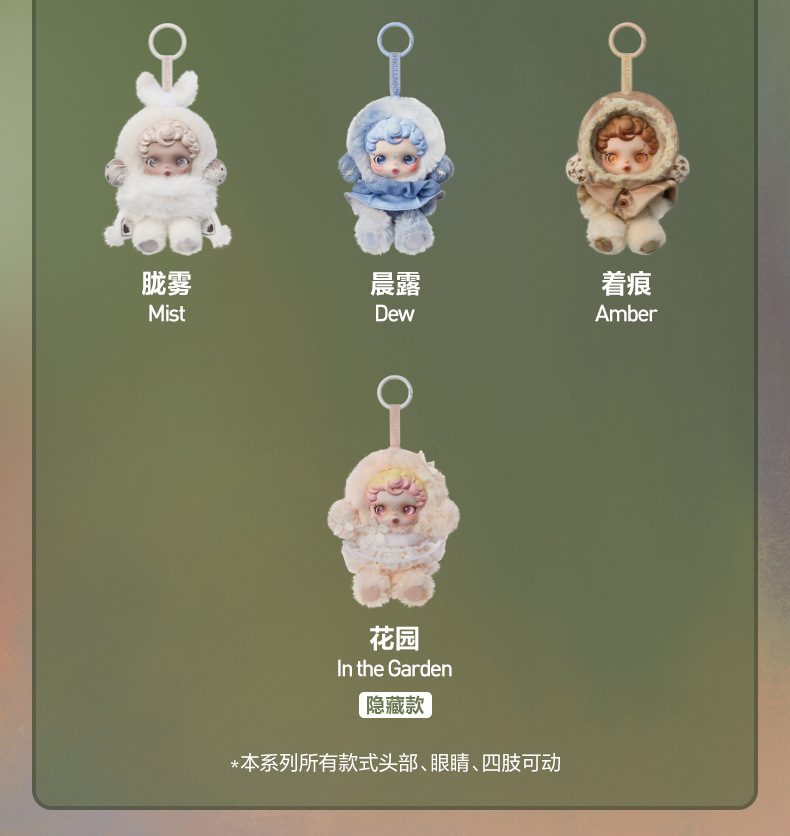 胧雾
Mist
晨露
Dew
着痕
Amber
花园
In the Garden
隐藏款
*本系列所有款式头部、眼睛、四肢可动